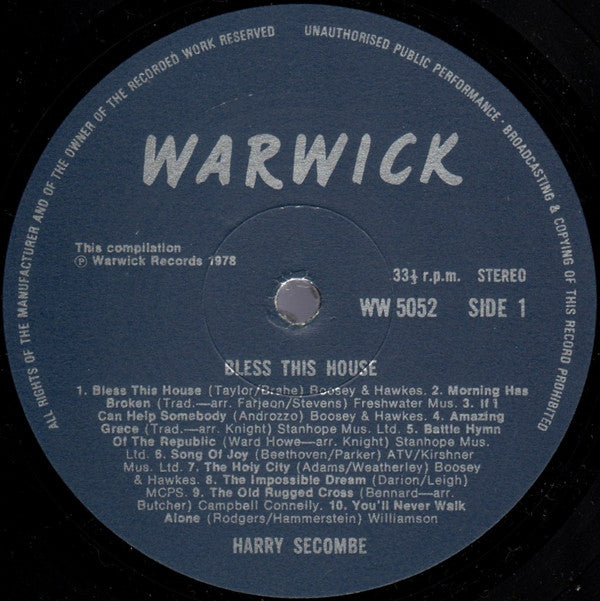 ALL RIGHTS OF THE MANUFACTURER AND OF THE OWNER OF THE RECORDED WORK RESERVED
UNAUTHORISED PUBLIC PERFORMANCE · BROADCASTING & COPYING OF THIS RECORD PROHIBITED
WARWICK
This compilation
Ⓟ Warwick Records 1978
33⅓ r.p.m. STEREO
WW 5052 SIDE 1
BLESS THIS HOUSE
1. Bless This House (Taylor/Brahe) Boosey & Hawkes. 2. Morning Has
Broken (Trad.—arr. Farjeon/Stevens) Freshwater Mus. 3. If I
Can Help Somebody (Androzzo) Boosey & Hawkes. 4. Amazing
Grace (Trad.—arr. Knight) Stanhope Mus. Ltd. 5. Battle Hymn
Of The Republic (Ward Howe—arr. Knight) Stanhope Mus.
Ltd. 6. Song Of Joy (Beethoven/Parker) ATV/Kirshner
Mus. Ltd. 7. The Holy City (Adams/Weatherley) Boosey
& Hawkes. 8. The Impossible Dream (Darion/Leigh)
MCPS. 9. The Old Rugged Cross (Bennard—arr.
Butcher) Campbell Connelly. 10. You'll Never Walk
Alone (Rodgers/Hammerstein) Williamson
HARRY SECOMBE